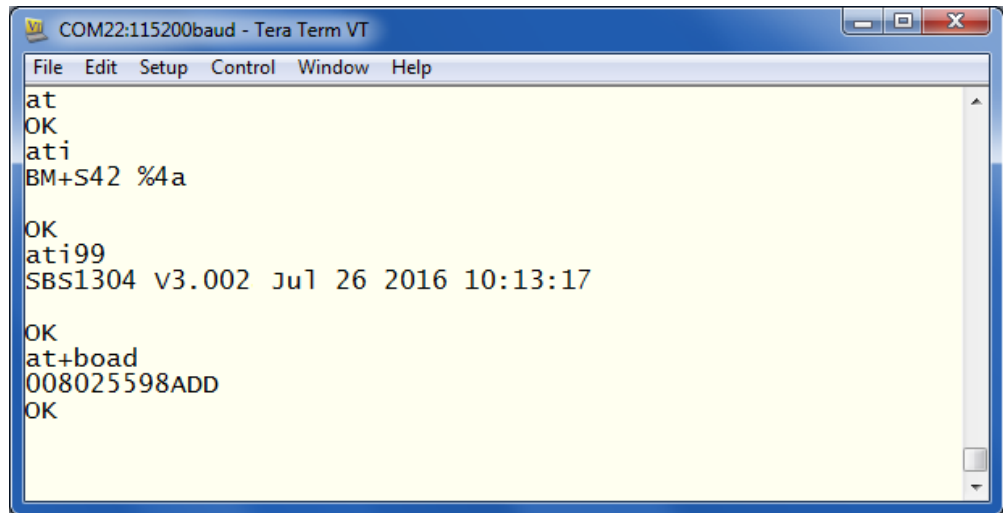 COM22:115200baud - Tera Term VT
File Edit Setup Control Window Help
at
OK
ati
BM+S42 %4a
OK
ati99
SBS1304 V3.002 Jul 26 2016 10:13:17
OK
at+boad
008025598ADD
OK